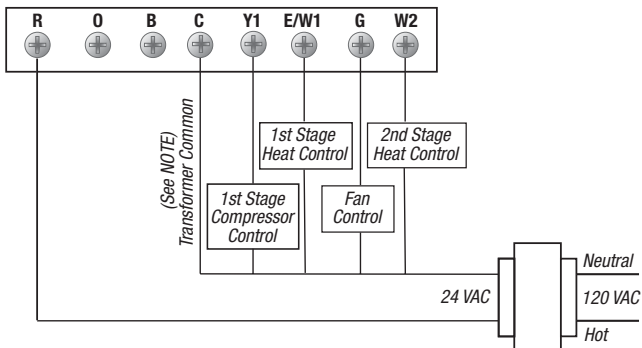 R O B C Y1 E/W1 G W2
(See NOTE)
Transformer Common
1st Stage
Compressor
Control
1st Stage
Heat Control
Fan
Control
2nd Stage
Heat Control
24 VAC
Neutral
120 VAC
Hot